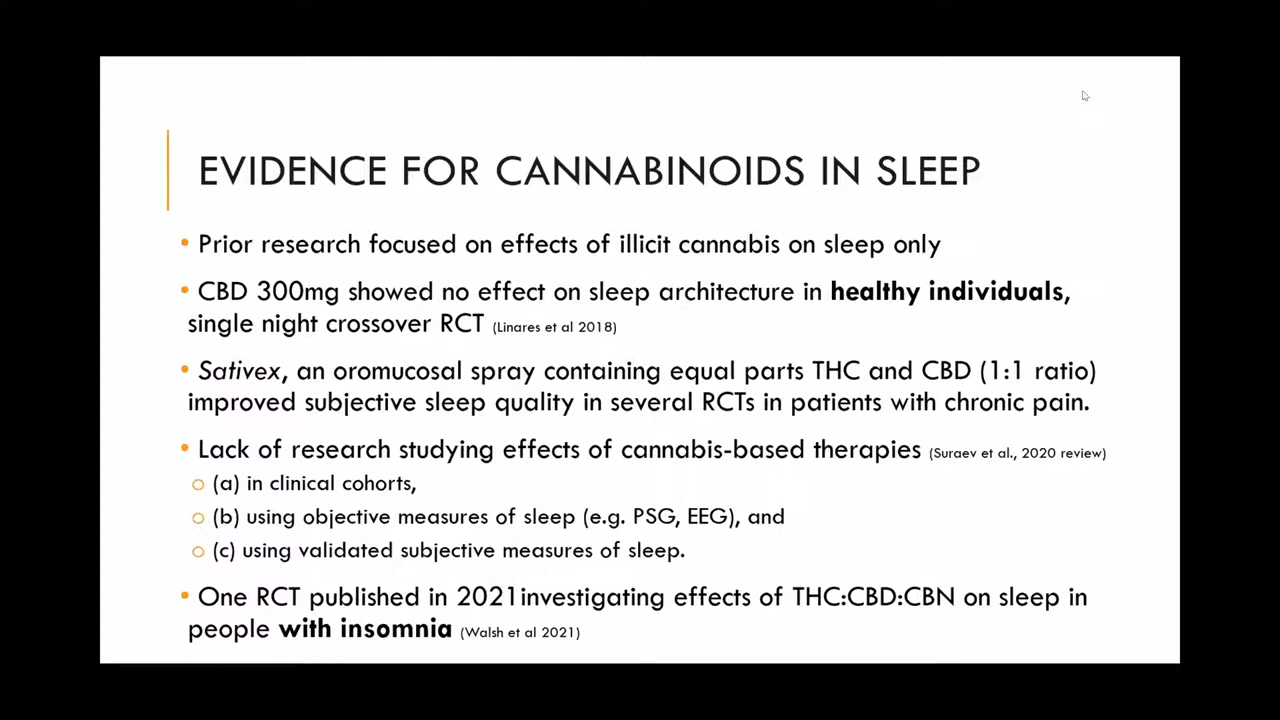 EVIDENCE FOR CANNABINOIDS IN SLEEP
• Prior research focused on effects of illicit cannabis on sleep only
• CBD 300mg showed no effect on sleep architecture in healthy individuals,
single night crossover RCT (Linares et al 2018)
• Sativex, an oromucosal spray containing equal parts THC and CBD (1:1 ratio)
improved subjective sleep quality in several RCTs in patients with chronic pain.
• Lack of research studying effects of cannabis-based therapies (Suraev et al., 2020 review)
○ (a) in clinical cohorts,
○ (b) using objective measures of sleep (e.g. PSG, EEG), and
○ (c) using validated subjective measures of sleep.
• One RCT published in 2021investigating effects of THC:CBD:CBN on sleep in
people with insomnia (Walsh et al 2021)